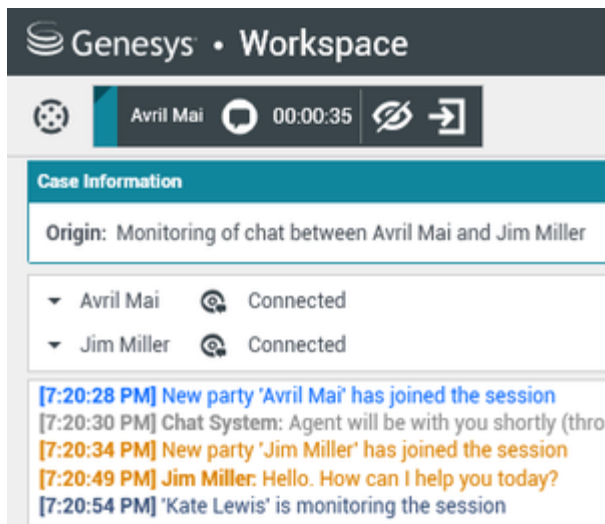 Genesys • Workspace
Avril Mai 00:00:35
Case Information
Origin: Monitoring of chat between Avril Mai and Jim Miller
Avril Mai Connected
Jim Miller Connected
[7:20:28 PM] New party 'Avril Mai' has joined the session
[7:20:30 PM] Chat System: Agent will be with you shortly (thro
[7:20:34 PM] New party 'Jim Miller' has joined the session
[7:20:49 PM] Jim Miller: Hello. How can I help you today?
[7:20:54 PM] 'Kate Lewis' is monitoring the session